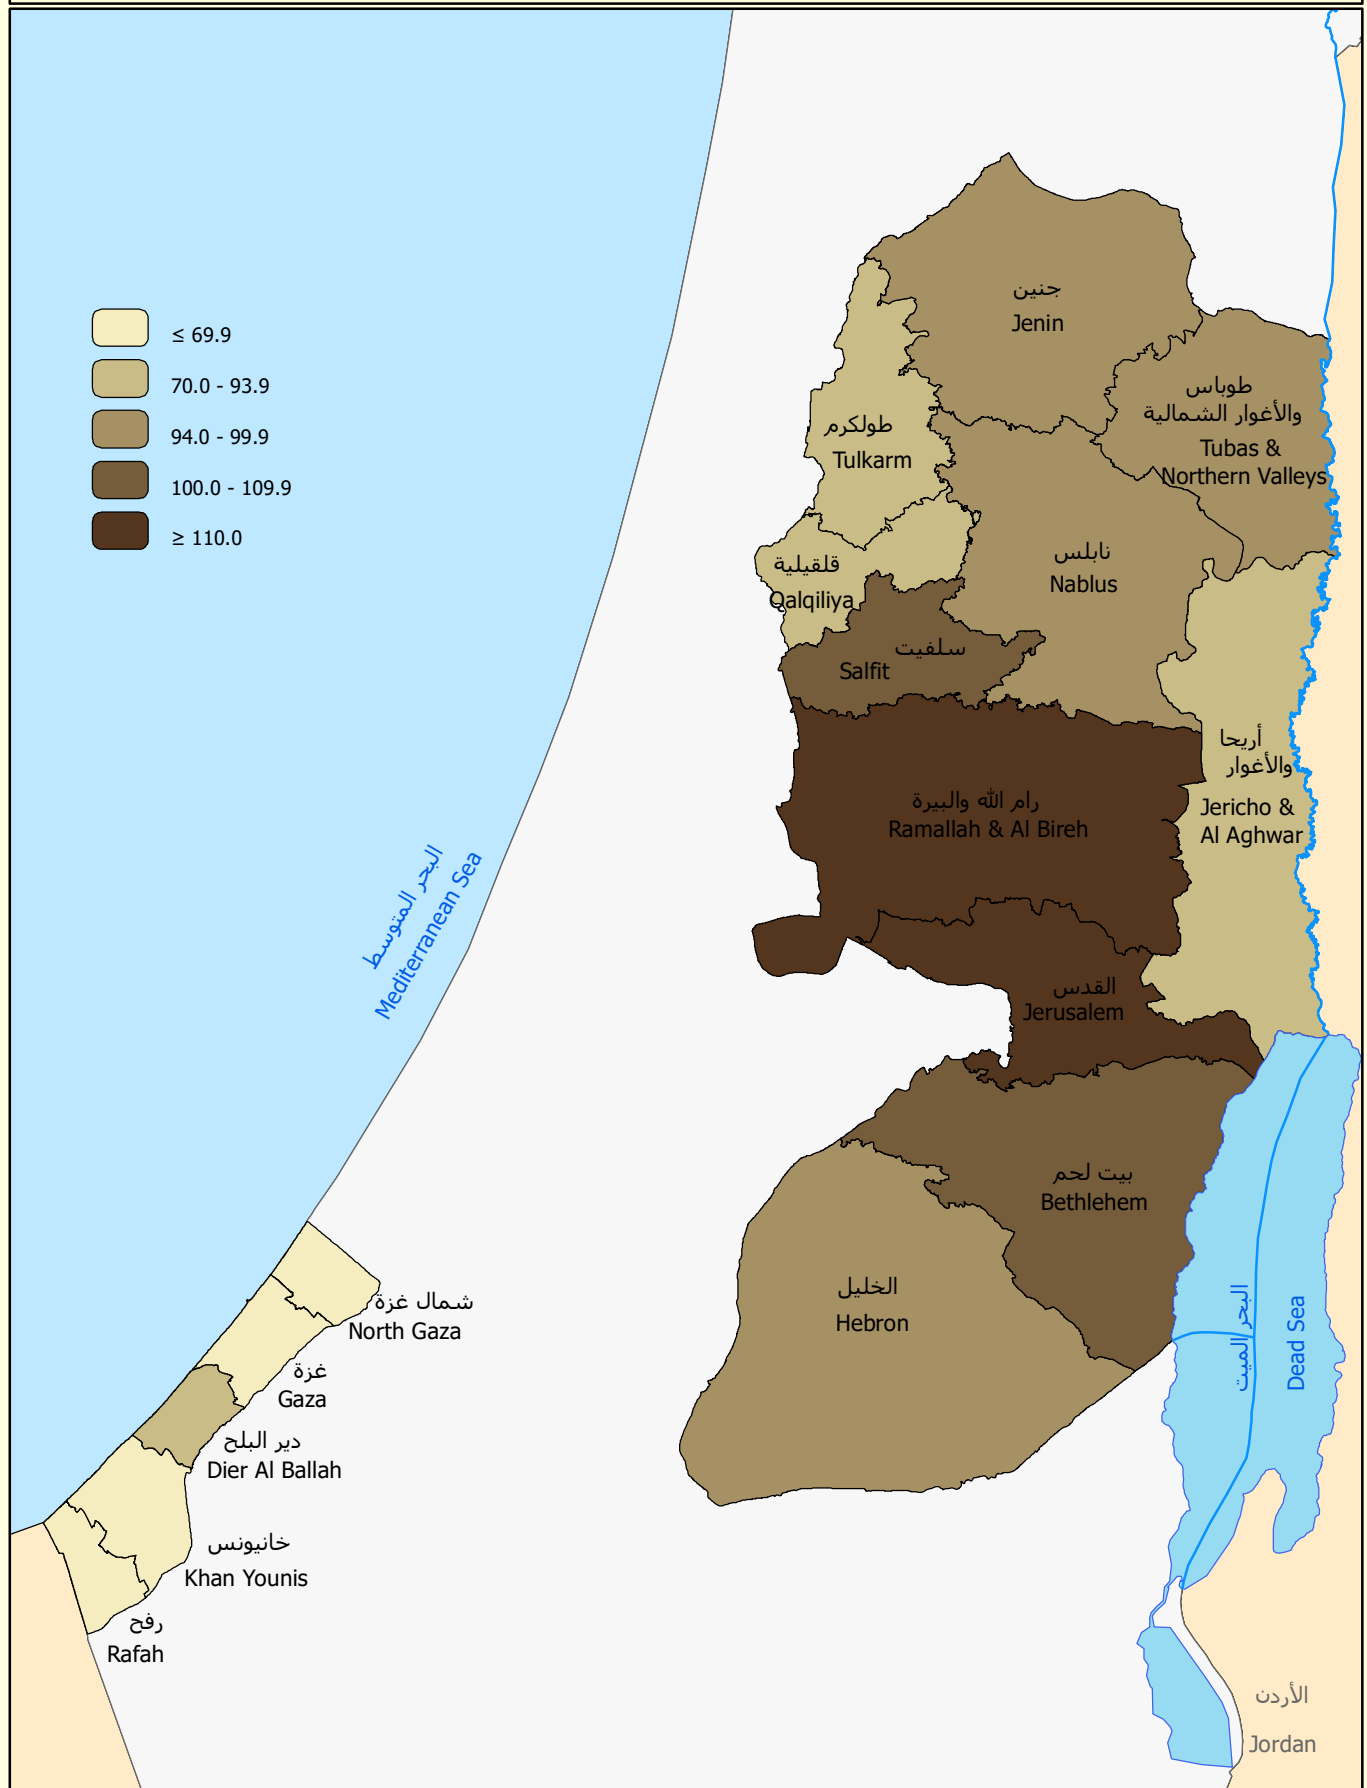 ≤ 69.9
70.0 - 93.9
94.0 - 99.9
100.0 - 109.9
≥ 110.0
جنين
Jenin
طوباس
والأغوار الشمالية
Tubas &
Northern Valleys
طولكرم
Tulkarm
قلقيلية
Qalqiliya
نابلس
Nablus
سلفيت
Salfit
أريحا
والأغوار
Jericho &
Al Aghwar
رام الله والبيرة
Ramallah & Al Bireh
القدس
Jerusalem
البحر المتوسط
Mediterranean Sea
بيت لحم
Bethlehem
الخليل
Hebron
البحر الميت
Dead Sea
شمال غزة
North Gaza
غزة
Gaza
دير البلح
Dier Al Ballah
خانيونس
Khan Younis
رفح
Rafah
الأردن
Jordan